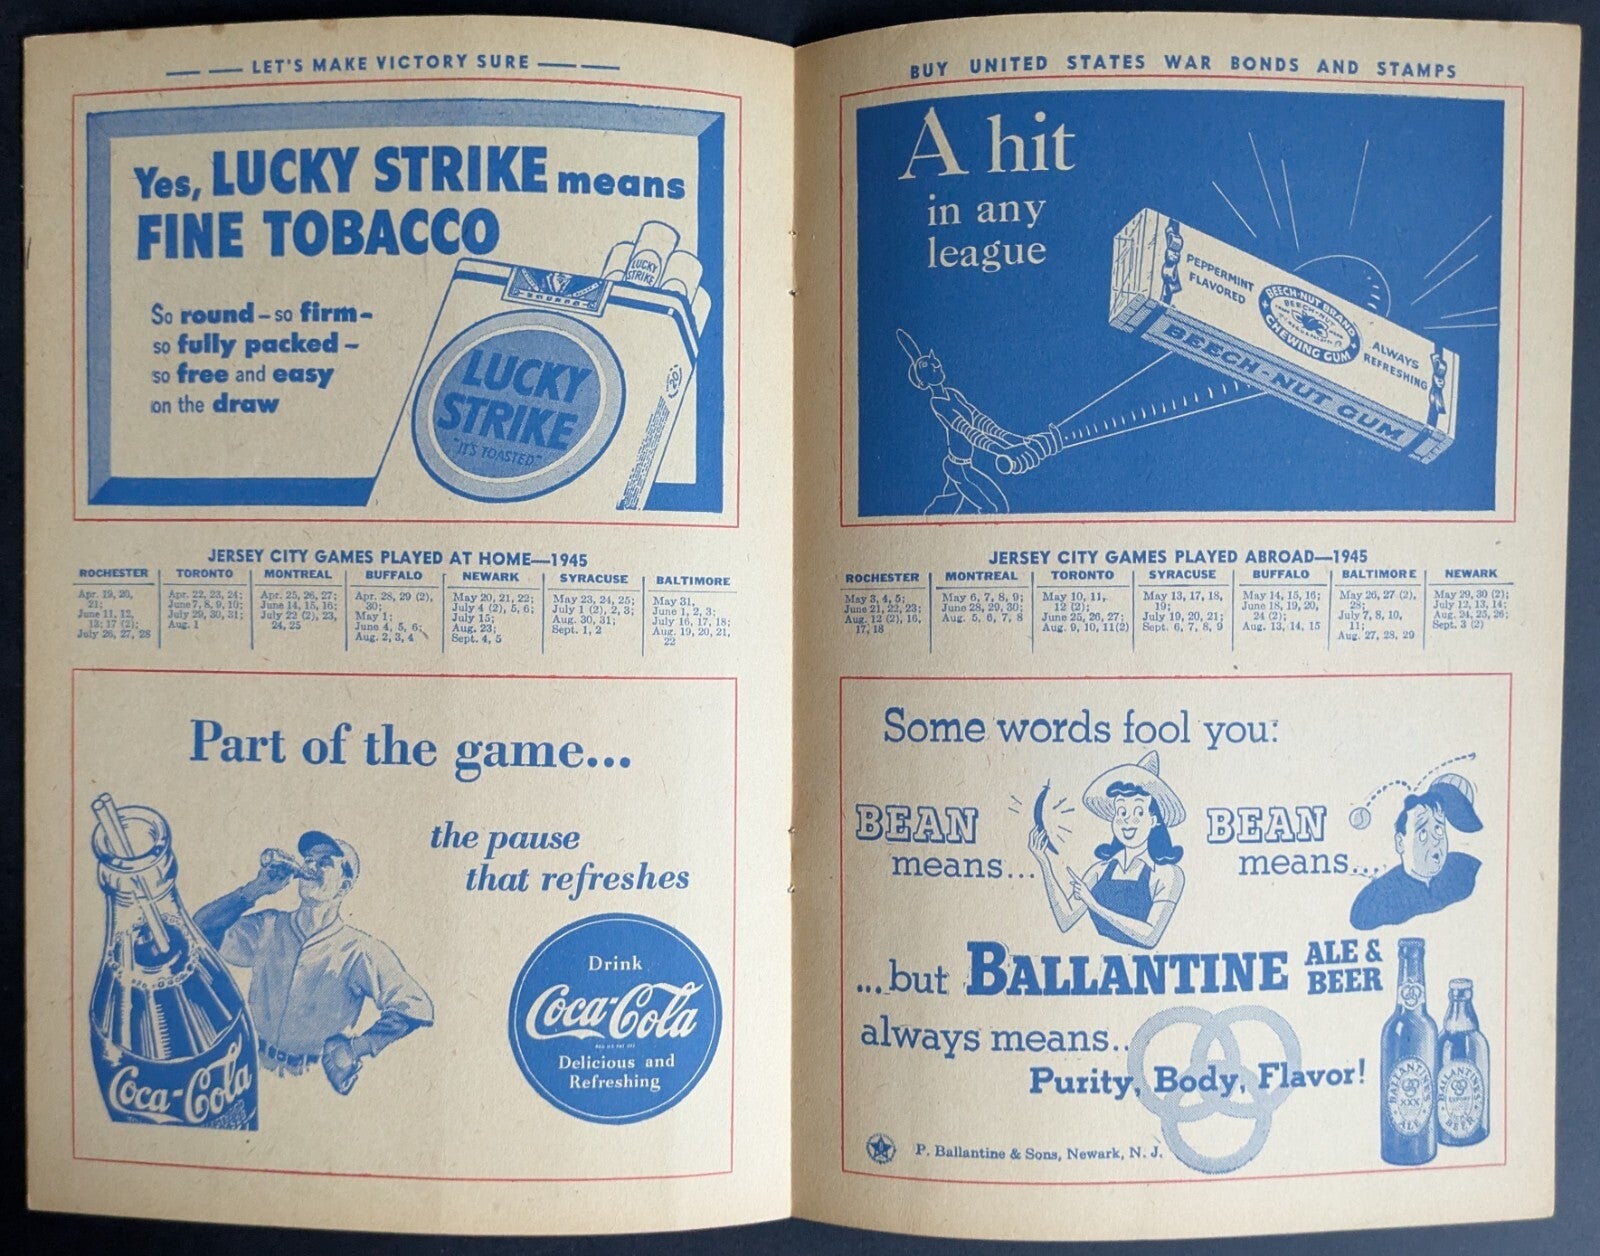 LET'S MAKE VICTORY SURE
Yes, LUCKY STRIKE means
FINE TOBACCO
So round – so firm –
so fully packed –
so free and easy
on the draw
LUCKY
STRIKE
LUCKY
STRIKE
"IT'S TOASTED"
JERSEY CITY GAMES PLAYED AT HOME—1945
ROCHESTER
Apr. 19, 20,
21;
June 11, 12,
13; 17 (2);
July 26, 27, 28
TORONTO
Apr. 22, 23, 24;
June 7, 8, 9, 10;
July 29, 30, 31;
Aug. 1
MONTREAL
Apr. 25, 26, 27;
June 14, 15, 16;
July 22 (2), 23,
24, 25
BUFFALO
Apr. 28, 29 (2),
30;
May 1;
June 4, 5, 6;
Aug. 2, 3, 4
NEWARK
May 20, 21, 22;
July 4 (2), 5, 6;
July 15;
Aug. 23;
Sept. 4, 5
SYRACUSE
May 23, 24, 25;
July 1 (2), 2, 3;
Aug. 30, 31;
Sept. 1, 2
BALTIMORE
May 31,
June 1, 2, 3;
July 16, 17, 18;
Aug. 19, 20, 21,
22
Part of the game...
the pause
that refreshes
Drink
Coca-Cola
Delicious and
Refreshing
Coca-Cola
BUY UNITED STATES WAR BONDS AND STAMPS
A hit
in any
league
PEPPERMINT
FLAVORED
BEECH-NUT BRAND
BEECH-NUT
CHEWING GUM
ALWAYS
REFRESHING
BEECH-NUT GUM
JERSEY CITY GAMES PLAYED ABROAD—1945
ROCHESTER
May 3, 4, 5;
June 21, 22, 23;
Aug. 12 (2), 16,
17, 18
MONTREAL
May 6, 7, 8, 9;
June 28, 29, 30;
Aug. 5, 6, 7, 8
TORONTO
May 10, 11,
12 (2);
June 25, 26, 27;
Aug. 9, 10, 11(2)
SYRACUSE
May 13, 17, 18,
19;
July 19, 20, 21;
Sept. 6, 7, 8, 9
BUFFALO
May 14, 15, 16;
June 18, 19, 20,
24 (2);
Aug. 13, 14, 15
BALTIMORE
May 26, 27 (2),
28;
July 7, 8, 10,
11;
Aug. 27, 28, 29
NEWARK
May 29, 30 (2);
July 12, 13, 14;
Aug. 24, 25, 26;
Sept. 3 (2)
Some words fool you:
BEAN
means...
BEAN
means...
...but BALLANTINE ALE &
BEER
always means..
Purity, Body, Flavor!
BALLANTINE'S
XXX
ALE
BALLANTINE'S
BEER
P. Ballantine & Sons, Newark, N. J.